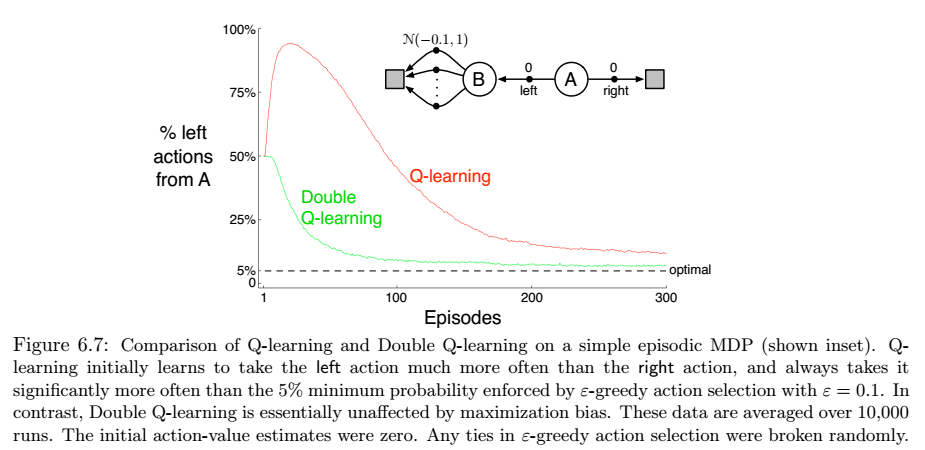 100%
75%
50%
25%
5%
0
% left
actions
from A
N(−0.1, 1)
B
0
left
A
0
right
Q-learning
Double
Q-learning
optimal
1
100
200
300
Episodes
Figure 6.7: Comparison of Q-learning and Double Q-learning on a simple episodic MDP (shown inset). Q-
learning initially learns to take the left action much more often than the right action, and always takes it
significantly more often than the 5% minimum probability enforced by ε-greedy action selection with ε = 0.1. In
contrast, Double Q-learning is essentially unaffected by maximization bias. These data are averaged over 10,000
runs. The initial action-value estimates were zero. Any ties in ε-greedy action selection were broken randomly.